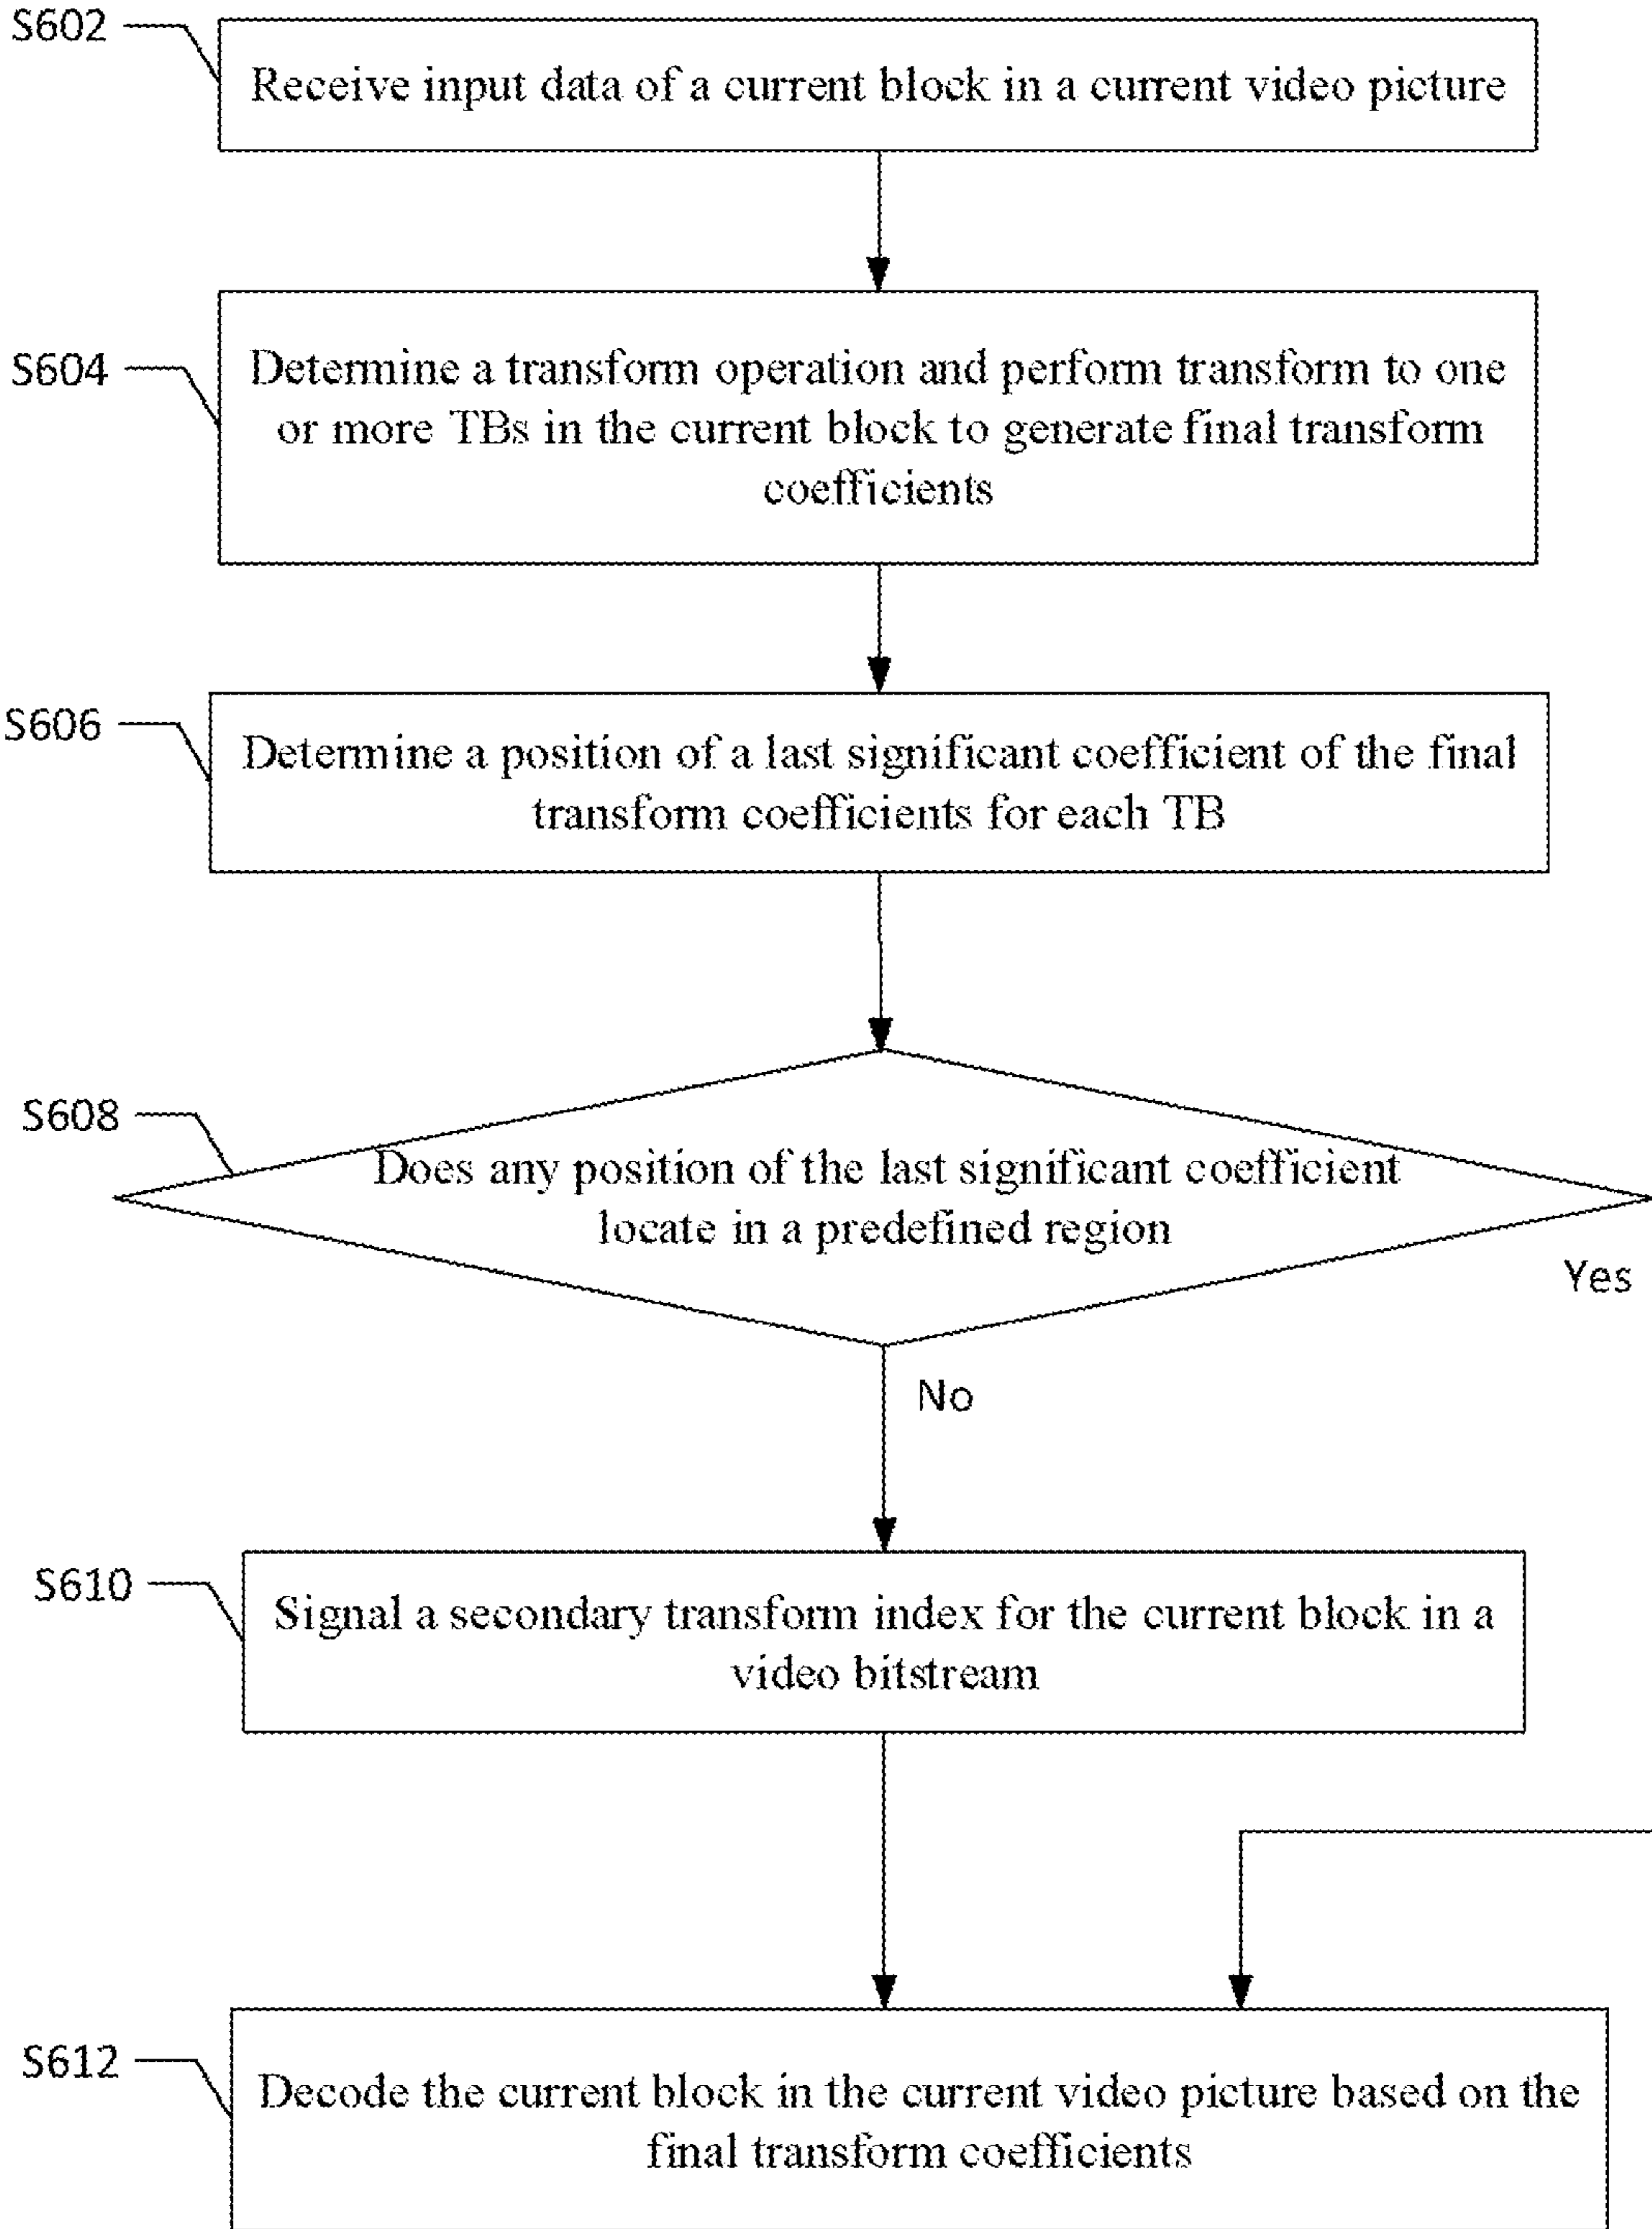 S602
Receive input data of a current block in a current video picture
S604
Determine a transform operation and perform transform to one
or more TBs in the current block to generate final transform
coefficients
S606
Determine a position of a last significant coefficient of the final
transform coefficients for each TB
S608
Does any position of the last significant coefficient
locate in a predefined region
Yes
No
S610
Signal a secondary transform index for the current block in a
video bitstream
S612
Decode the current block in the current video picture based on the
final transform coefficients